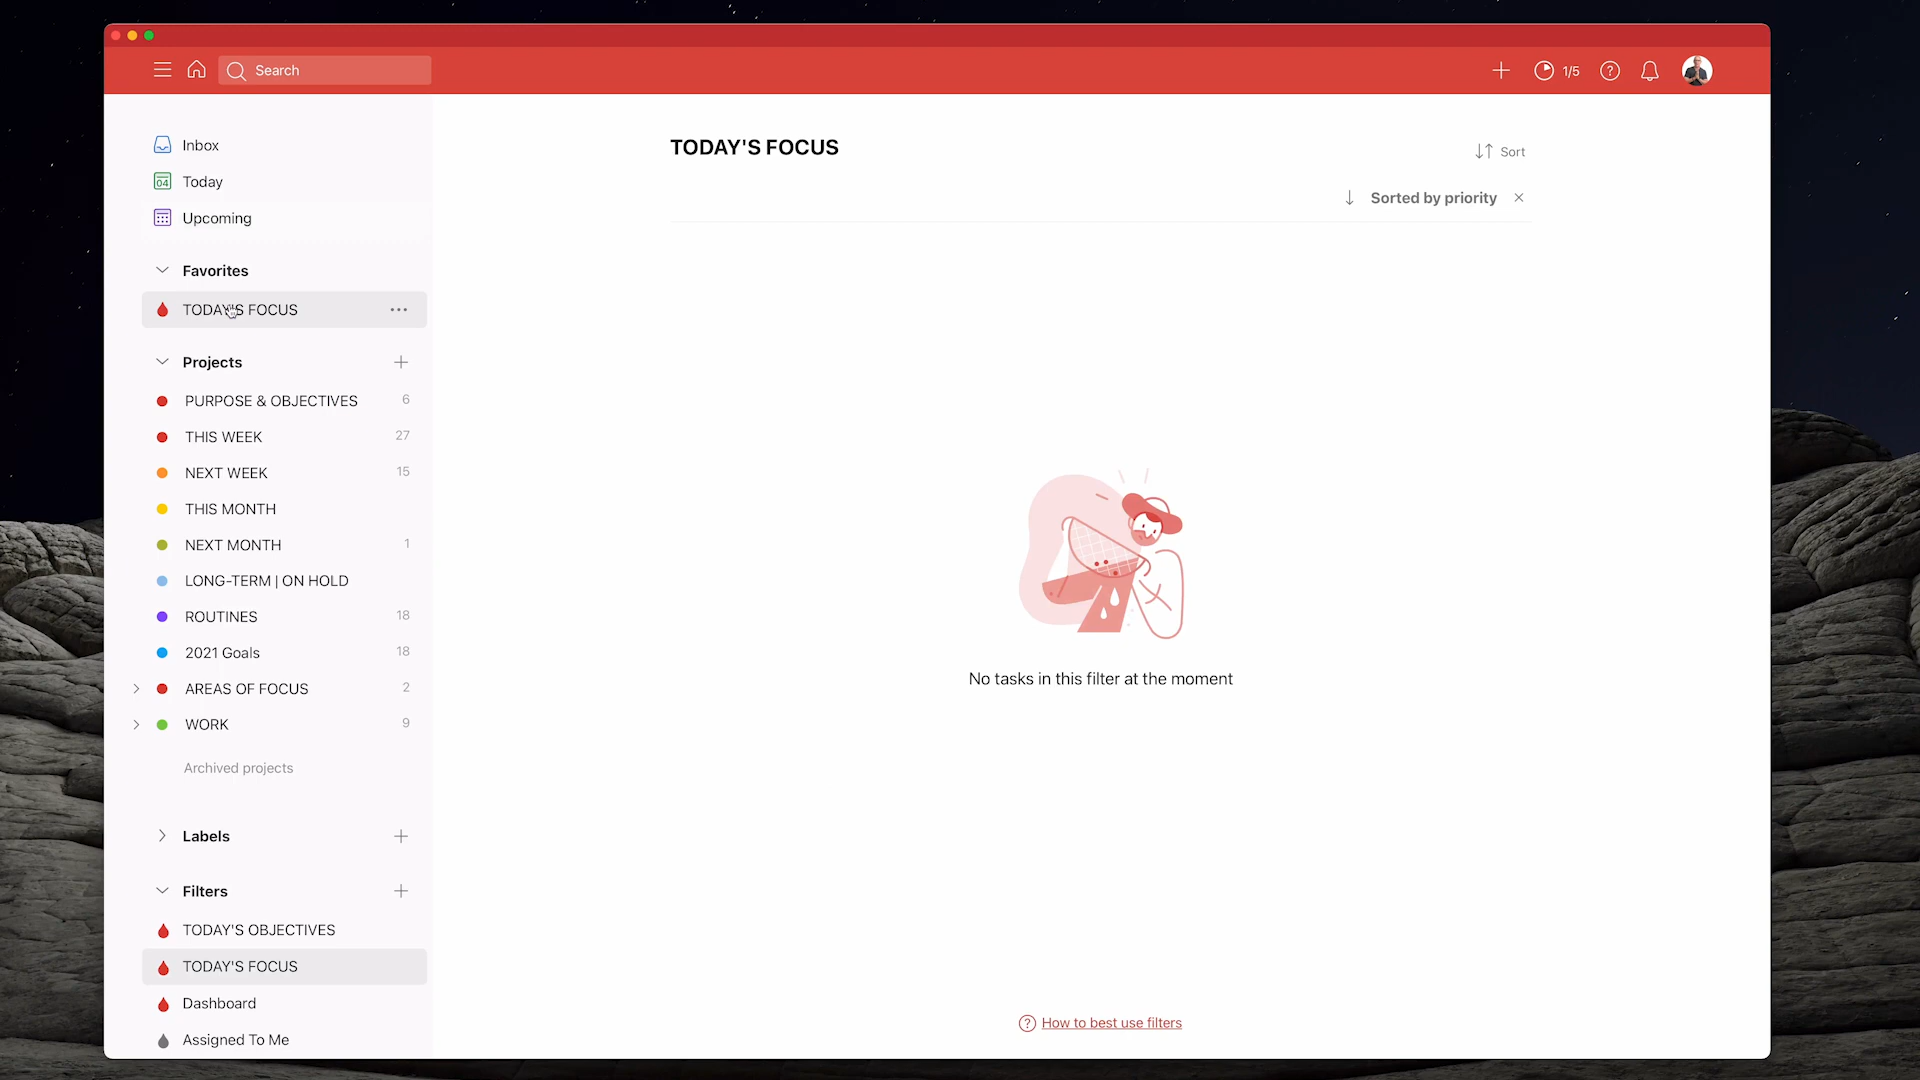 Search
1/5
Inbox
04
Today
Upcoming
Favorites
TODAY'S FOCUS
Projects
PURPOSE & OBJECTIVES 6
THIS WEEK 27
NEXT WEEK 15
THIS MONTH
NEXT MONTH 1
LONG-TERM | ON HOLD
ROUTINES 18
2021 Goals 18
AREAS OF FOCUS 2
WORK 9
Archived projects
Labels
Filters
TODAY'S OBJECTIVES
TODAY'S FOCUS
Dashboard
Assigned To Me
TODAY'S FOCUS
Sort
Sorted by priority
No tasks in this filter at the moment
How to best use filters